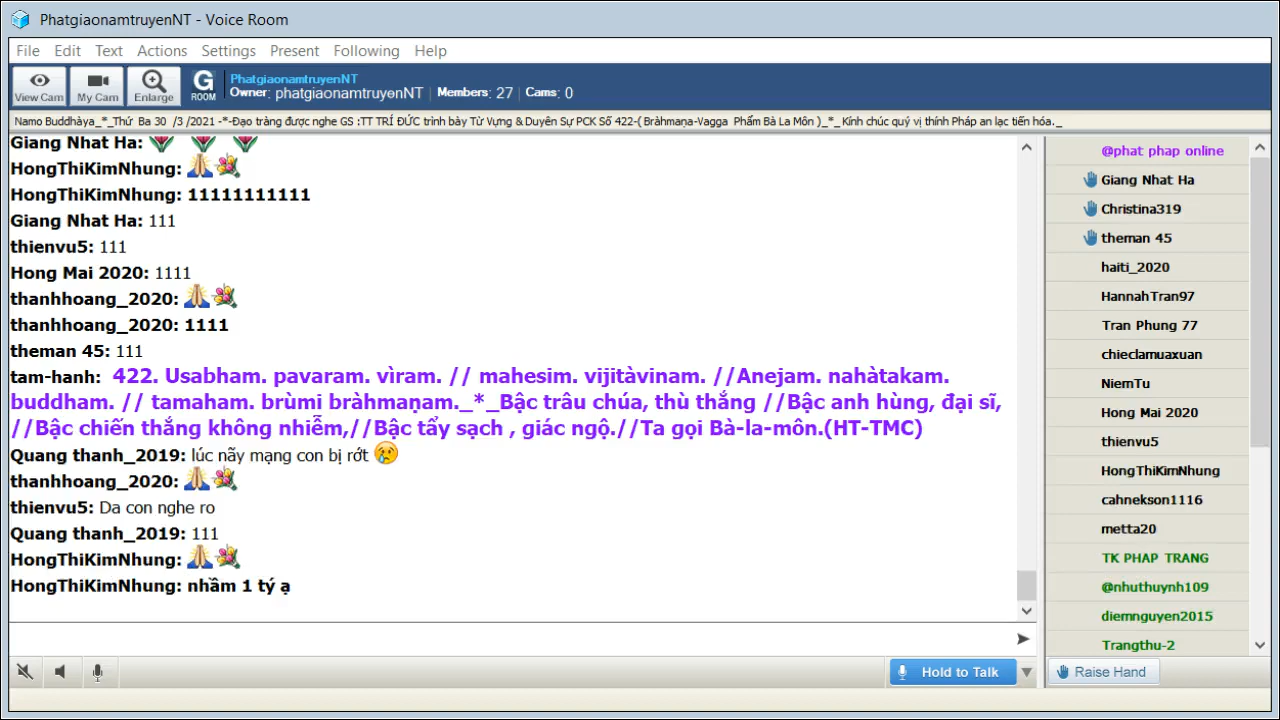 PhatgiaonamtruyenNT - Voice Room
File Edit Text Actions Settings Present Following Help
View Cam My Cam Enlarge G ROOM
PhatgiaonamtruyenNT
Owner: phatgiaonamtruyenNT Members: 27 Cams: 0
Namo Buddhàya_*_Thứ Ba 30 /3 /2021 -*-Đạo tràng được nghe GS :TT TRÍ ĐỨC trình bày Từ Vựng & Duyên Sự PCK Số 422-( Bràhmaṇa-Vagga Phẩm Bà La Môn )_*_ Kính chúc quý vị thính Pháp an lạc tiến hóa._
Giang Nhat Ha:
HongThiKimNhung:
HongThiKimNhung: 11111111111
Giang Nhat Ha: 111
thienvu5: 111
Hong Mai 2020: 1111
thanhhoang_2020:
thanhhoang_2020: 1111
theman 45: 111
tam-hanh: 422. Usabham. pavaram. vìram. // mahesim. vijitàvinam. //Anejam. nahàtakam.
buddham. // tamaham. brùmi bràhmaṇam._*_Bậc trâu chúa, thù thắng //Bậc anh hùng, đại sĩ,
//Bậc chiến thắng không nhiễm,//Bậc tẩy sạch , giác ngộ.//Ta gọi Bà-la-môn.(HT-TMC)
Quang thanh_2019: lúc nãy mạng con bị rớt
thanhhoang_2020:
thienvu5: Da con nghe ro
Quang thanh_2019: 111
HongThiKimNhung:
HongThiKimNhung: nhầm 1 tý ạ
@phat phap online
Giang Nhat Ha
Christina319
theman 45
haiti_2020
HannahTran97
Tran Phung 77
chieclamuaxuan
NiemTu
Hong Mai 2020
thienvu5
HongThiKimNhung
cahnekson1116
metta20
TK PHAP TRANG
@nhuthuynh109
diemnguyen2015
Trangthu-2
Hold to Talk
Raise Hand